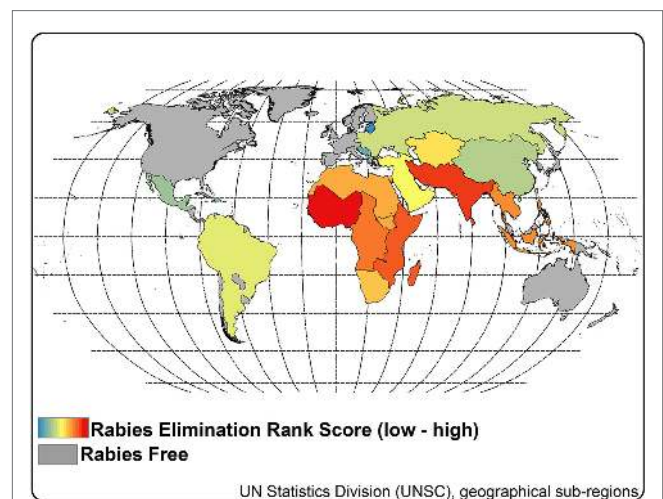 Rabies Elimination Rank Score (low - high)
Rabies Free
UN Statistics Division (UNSC), geographical sub-regions